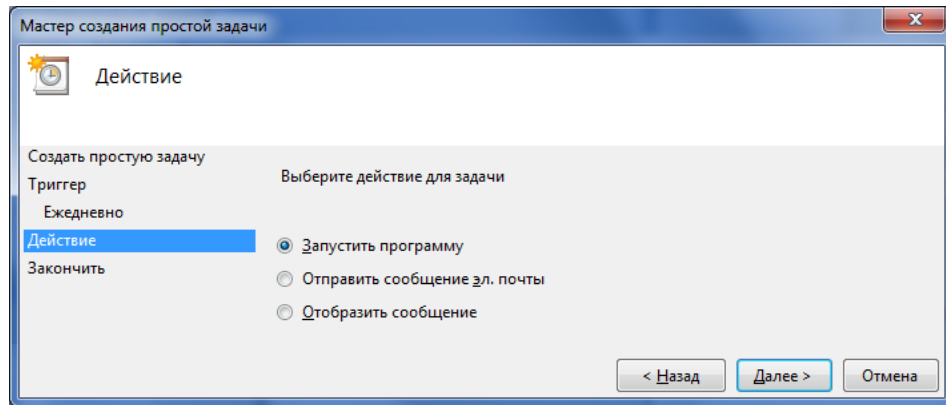 Мастер создания простой задачи
Действие
Создать простую задачу
Триггер
Ежедневно
Действие
Закончить
Выберите действие для задачи
Запустить программу
Отправить сообщение эл. почты
Отобразить сообщение
< Назад
Далее >
Отмена